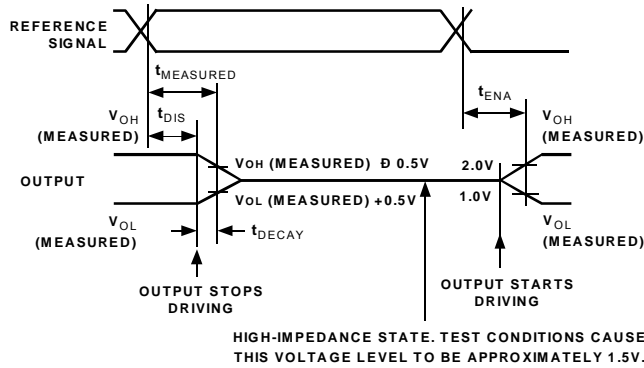 REFERENCE
SIGNAL
tMEASURED
tDIS
tENA
VOH
(MEASURED)
VOH
(MEASURED)
VOH (MEASURED) Ð 0.5V
2.0V
OUTPUT
VOL (MEASURED) +0.5V
1.0V
VOL
(MEASURED)
tDECAY
VOL
(MEASURED)
OUTPUT STOPS
DRIVING
OUTPUT STARTS
DRIVING
HIGH-IMPEDANCE STATE. TEST CONDITIONS CAUSE
THIS VOLTAGE LEVEL TO BE APPROXIMATELY 1.5V.